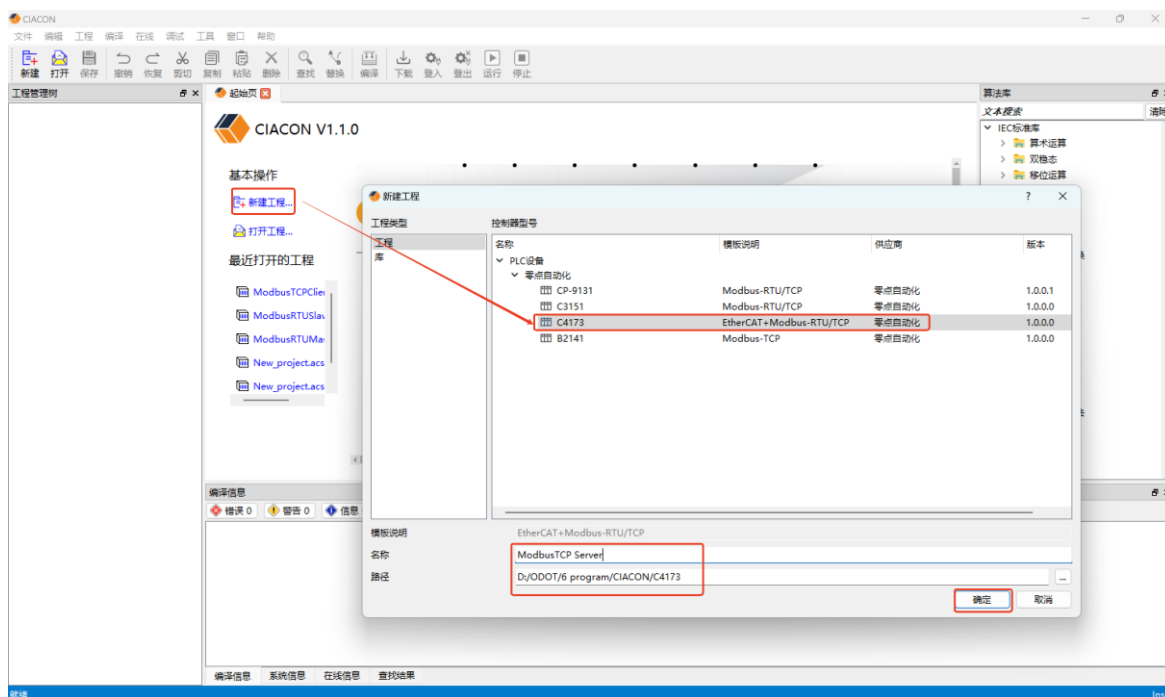 CIACON
文件 编辑 工程 编译 在线 调试 工具 窗口 帮助
新建 打开 保存 撤销 恢复 剪切 复制 粘贴 删除 查找 替换 编译 下载 登入 登出 运行 停止
工程管理树
起始页
算法库
文本搜索
清除
IEC标准库
算术运算
双稳态
移位运算
CIACON V1.1.0
基本操作
新建工程...
打开工程...
最近打开的工程
ModbusTCPClie
ModbusRTUSlav
ModbusRTUMa
New_project.acs
New_project.acs
新建工程
?
工程类型
控制器型号
工程
库
名称 模板说明 供应商 版本
PLC设备
零点自动化
CP-9131 Modbus-RTU/TCP 零点自动化 1.0.0.1
C3151 Modbus-RTU/TCP 零点自动化 1.0.0.0
C4173 EtherCAT+Modbus-RTU/TCP 零点自动化 1.0.0.0
B2141 Modbus-TCP 零点自动化 1.0.0.0
模板说明 EtherCAT+Modbus-RTU/TCP
名称 ModbusTCP Server
路径 D:/ODOT/6 program/CIACON/C4173
...
确定 取消
编译信息
错误 0 警告 0 信息
编译信息 系统信息 在线信息 查找结果
就绪
Ins